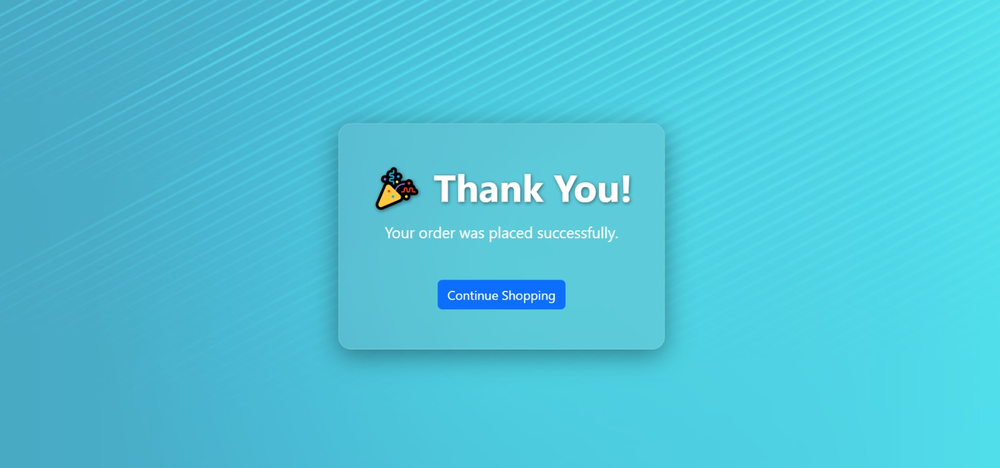 Thank You!
Your order was placed successfully.
Continue Shopping